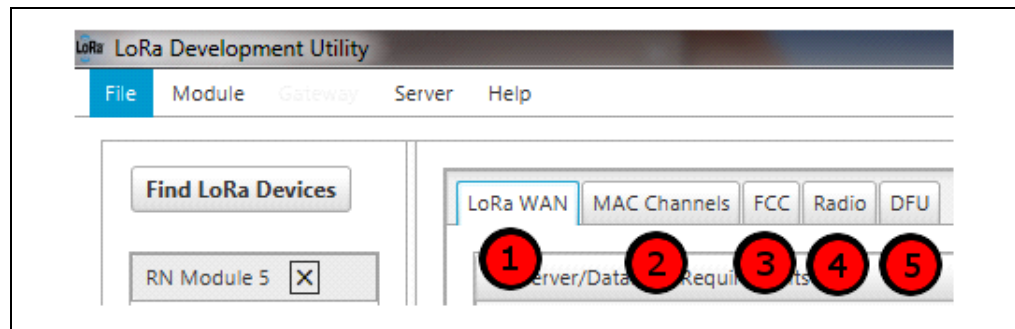 LoRa LoRa Development Utility
File Module Gateway Server Help
Find LoRa Devices
LoRa WAN MAC Channels FCC Radio DFU
1 2 3 4 5
RN Module 5 X